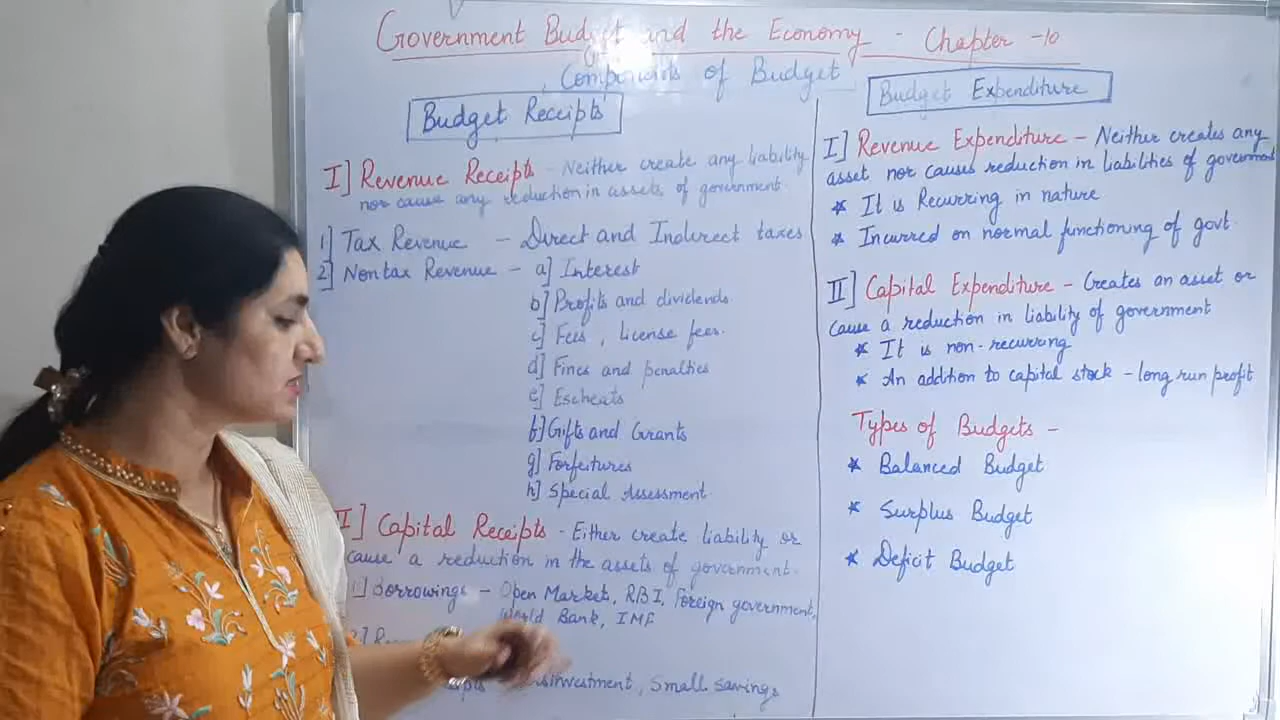 Government Budget and the Economy - Chapter -10
Components of Budget
Budget Receipts
I] Revenue Receipts - Neither create any liability
nor cause any reduction in assets of government.
1] Tax Revenue - Direct and Indirect taxes
2] Non tax Revenue - a] Interest
b] Profits and dividends
c] Fees, License fees.
d] Fines and penalties
e] Escheats
f] Gifts and Grants
g] Forfeitures
h] Special Assessment
II] Capital Receipts - Either create liability or
cause a reduction in the assets of government.
1] Borrowings - Open Market, RBI, Foreign government,
World Bank, IMF
2]
Disinvestment, Small savings
Budget Expenditure
I] Revenue Expenditure - Neither creates any
asset nor causes reduction in liabilities of government
* It is Recurring in nature
* Incurred on normal functioning of govt.
II] Capital Expenditure - Creates an asset or
cause a reduction in liability of government
* It is non-recurring
* An addition to capital stock - long run profit
Types of Budgets -
* Balanced Budget
* Surplus Budget
* Deficit Budget